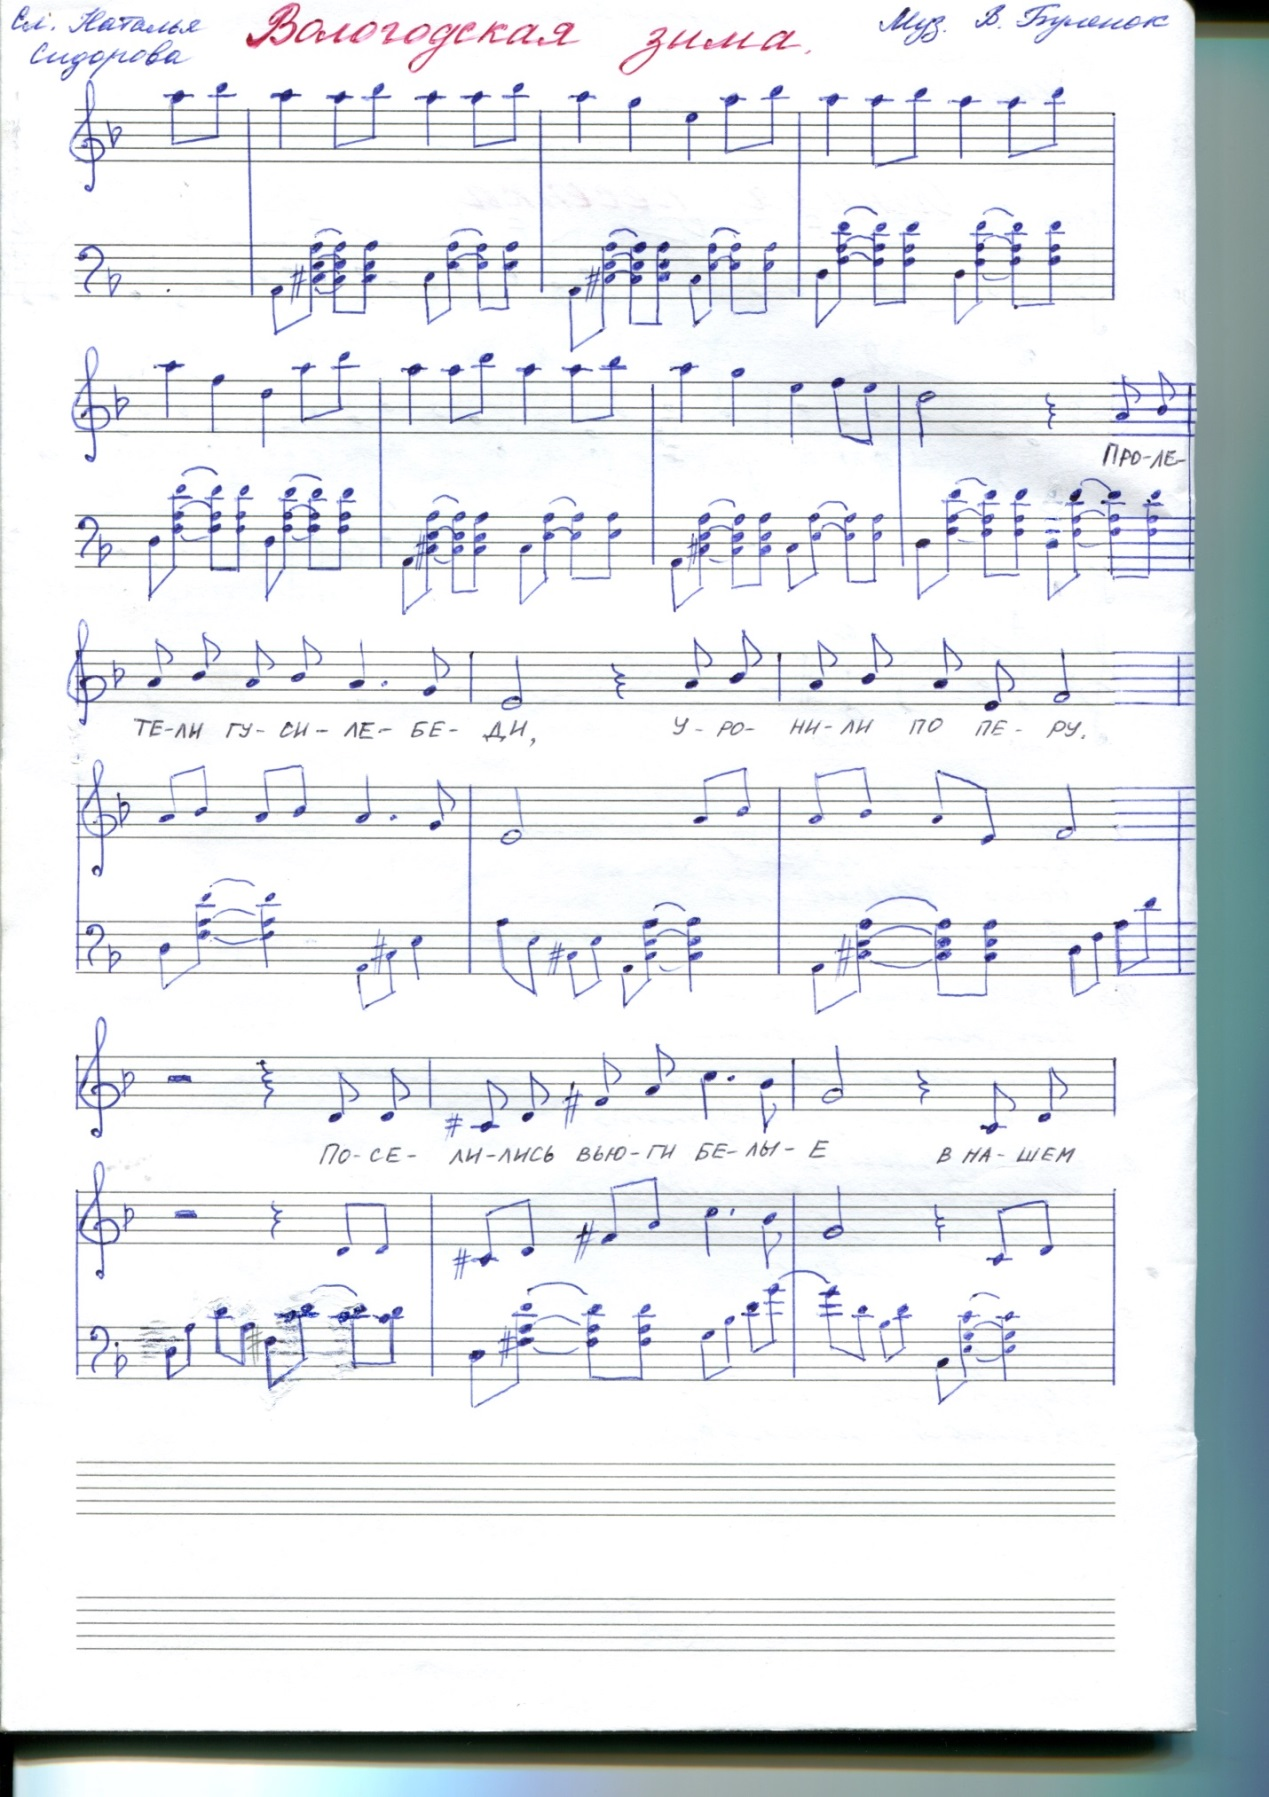 Сл. Наталья Сидорова
Вологодская зима.
Муз. В. Буленок
ПРО-ЛЕ-
ТЕ-ЛИ ГУ-СИ-ЛЕ-БЕ-ДИ, У-РО-НИ-ЛИ ПО ПЕ-РУ.
ПО-СЕ-ЛИ-ЛИСЬ ВЬЮ-ГИ БЕ-ЛЫ-Е В НА-ШЕМ